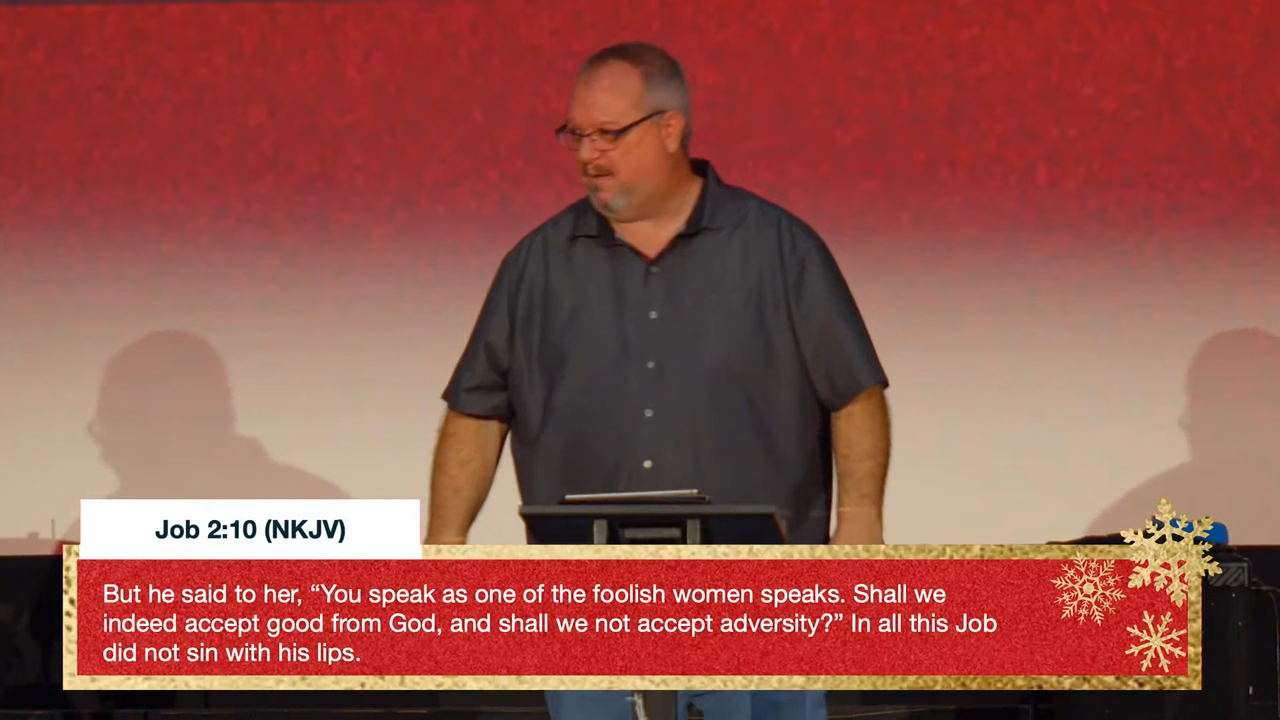 Job 2:10 (NKJV)
But he said to her, “You speak as one of the foolish women speaks. Shall we
indeed accept good from God, and shall we not accept adversity?” In all this Job
did not sin with his lips.